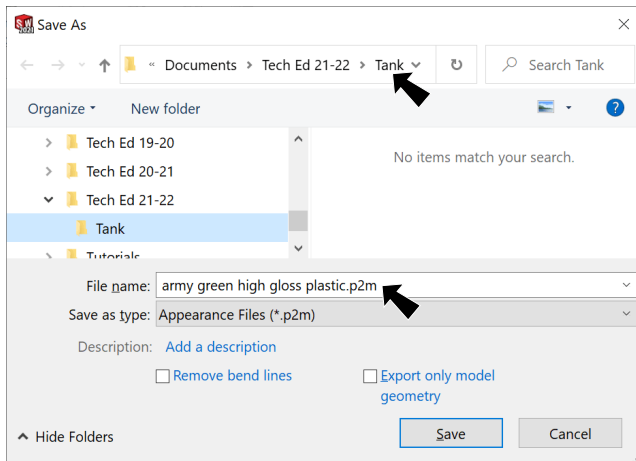 SW 2021 Save As
« Documents > Tech Ed 21-22 > Tank Search Tank
Organize New folder ?
Tech Ed 19-20 No items match your search.
Tech Ed 20-21
Tech Ed 21-22
Tank
Tutorials
File name: army green high gloss plastic.p2m
Save as type: Appearance Files (*.p2m)
Description: Add a description
Remove bend lines Export only model
geometry
Hide Folders Save Cancel